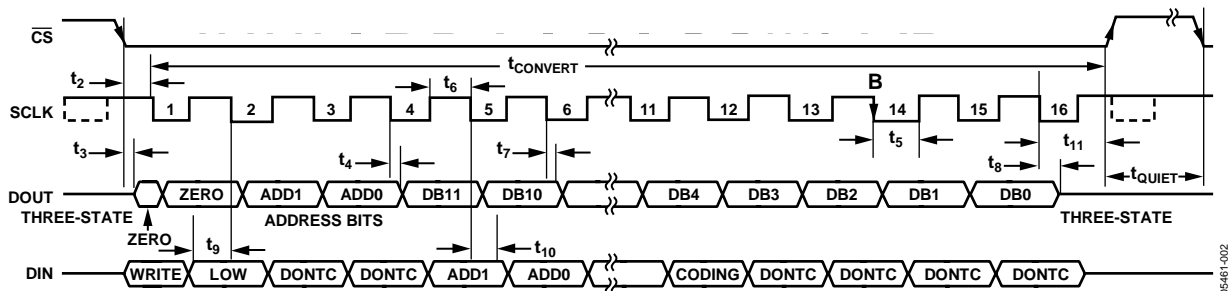 CS
tCONVERT
t2
t6
B
SCLK
1 2 3 4 5 6 11 12 13 14 15 16
t3
t4
t7
t5
t8
t11
tQUIET
DOUT
ZERO ADD1 ADD0 DB11 DB10 DB4 DB3 DB2 DB1 DB0
THREE-STATE
ADDRESS BITS
THREE-STATE
ZERO
t9
t10
DIN
WRITE LOW DONTC DONTC ADD1 ADD0 CODING DONTC DONTC DONTC DONTC